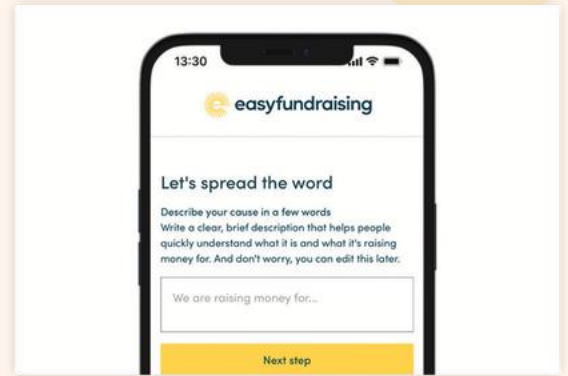 13:30
easyfundraising
Let's spread the word
Describe your cause in a few words
Write a clear, brief description that helps people
quickly understand what it is and what it's raising
money for. And don't worry, you can edit this later.
We are raising money for...
Next step